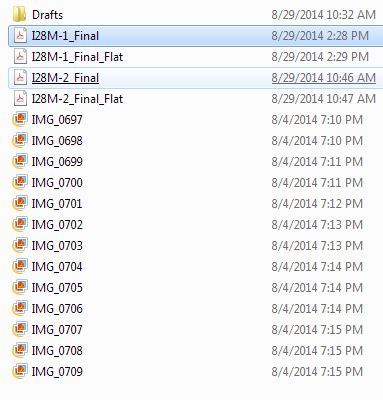 Drafts 8/29/2014 10:32 AM
I28M-1_Final 8/29/2014 2:28 PM
I28M-1_Final_Flat 8/29/2014 2:29 PM
I28M-2_Final 8/29/2014 10:46 AM
I28M-2_Final_Flat 8/29/2014 10:47 AM
IMG_0697 8/4/2014 7:10 PM
IMG_0698 8/4/2014 7:10 PM
IMG_0699 8/4/2014 7:11 PM
IMG_0700 8/4/2014 7:11 PM
IMG_0701 8/4/2014 7:12 PM
IMG_0702 8/4/2014 7:13 PM
IMG_0703 8/4/2014 7:13 PM
IMG_0704 8/4/2014 7:14 PM
IMG_0705 8/4/2014 7:14 PM
IMG_0706 8/4/2014 7:14 PM
IMG_0707 8/4/2014 7:15 PM
IMG_0708 8/4/2014 7:15 PM
IMG_0709 8/4/2014 7:15 PM